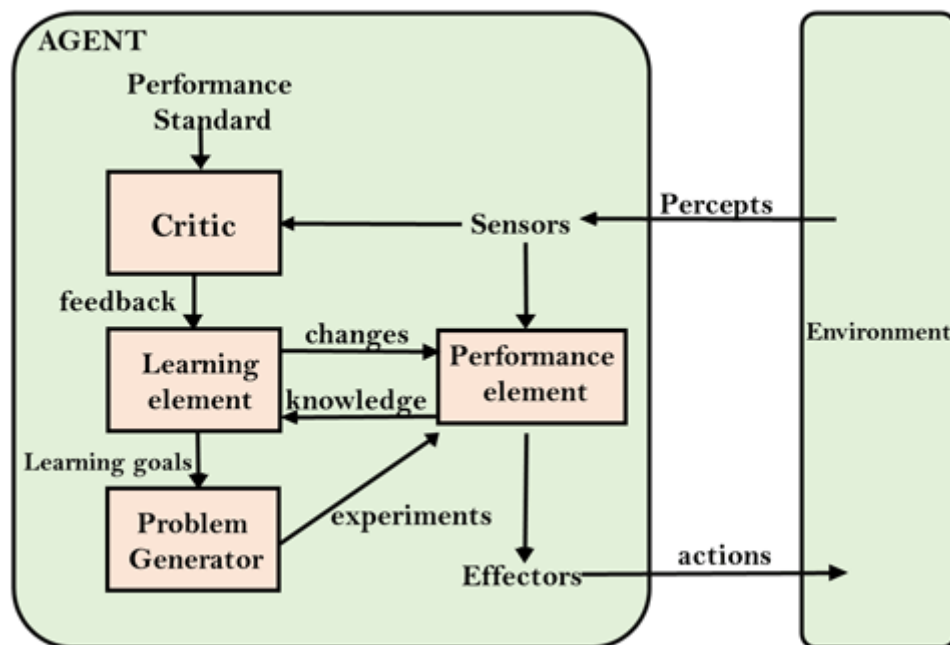 AGENT
Performance
Standard
Critic
Sensors
Percepts
feedback
changes
Learning
element
Performance
element
Environment
knowledge
Learning goals
Problem
Generator
experiments
Effectors
actions